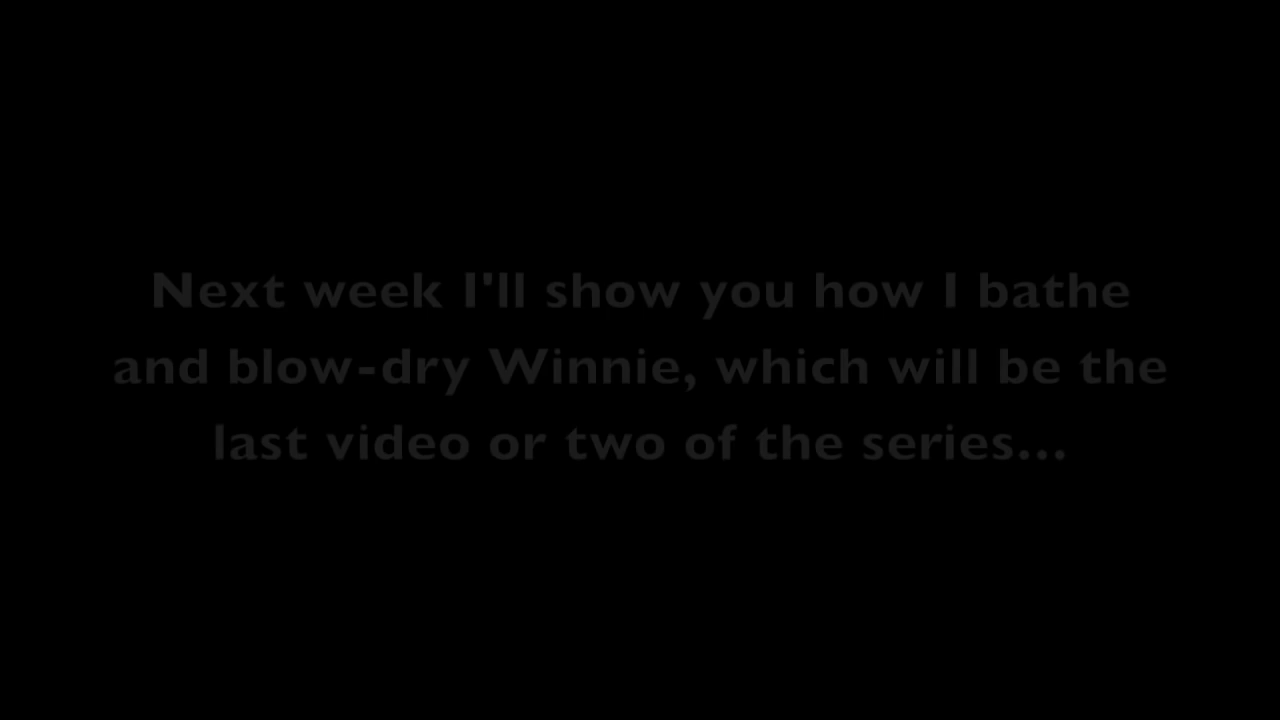 Next week I'll show you how I bathe
and blow-dry Winnie, which will be the
last video or two of the series...